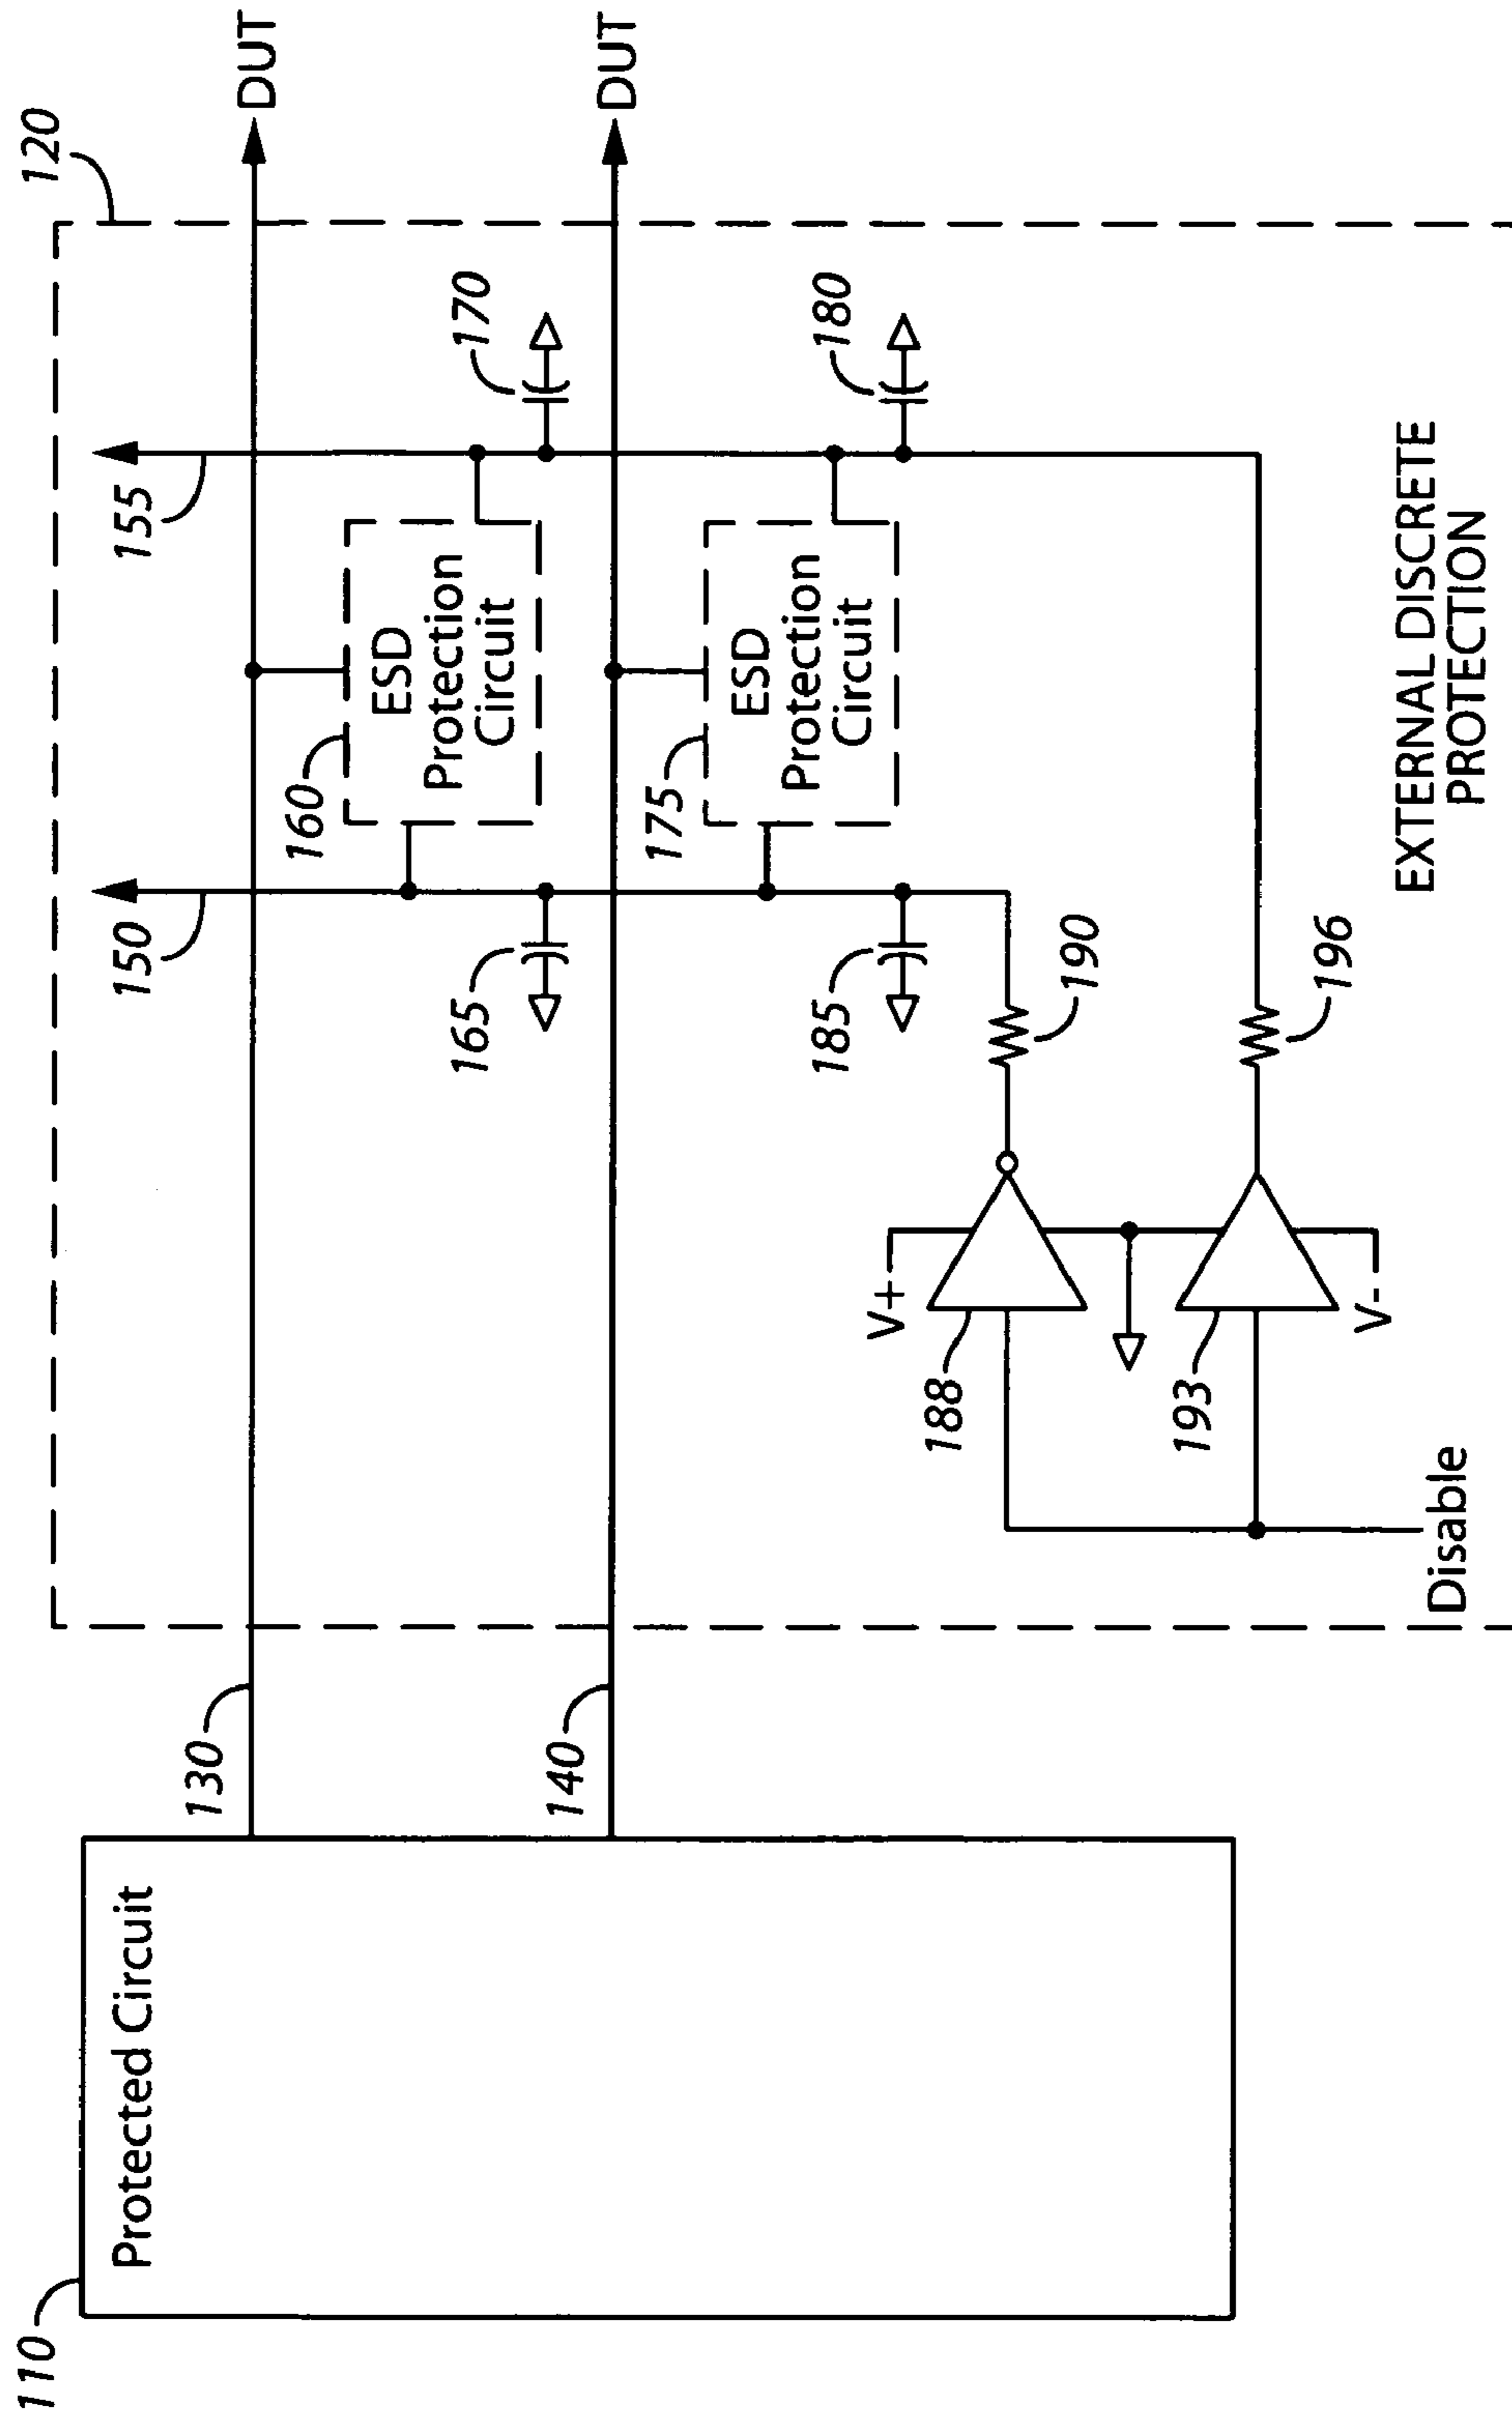 110
Protected Circuit
130
140
120
DUT
DUT
150
155
160
ESD
Protection
Circuit
165
170
175
ESD
Protection
Circuit
185
180
V+
188
190
193
196
V-
Disable
EXTERNAL DISCRETE
PROTECTION